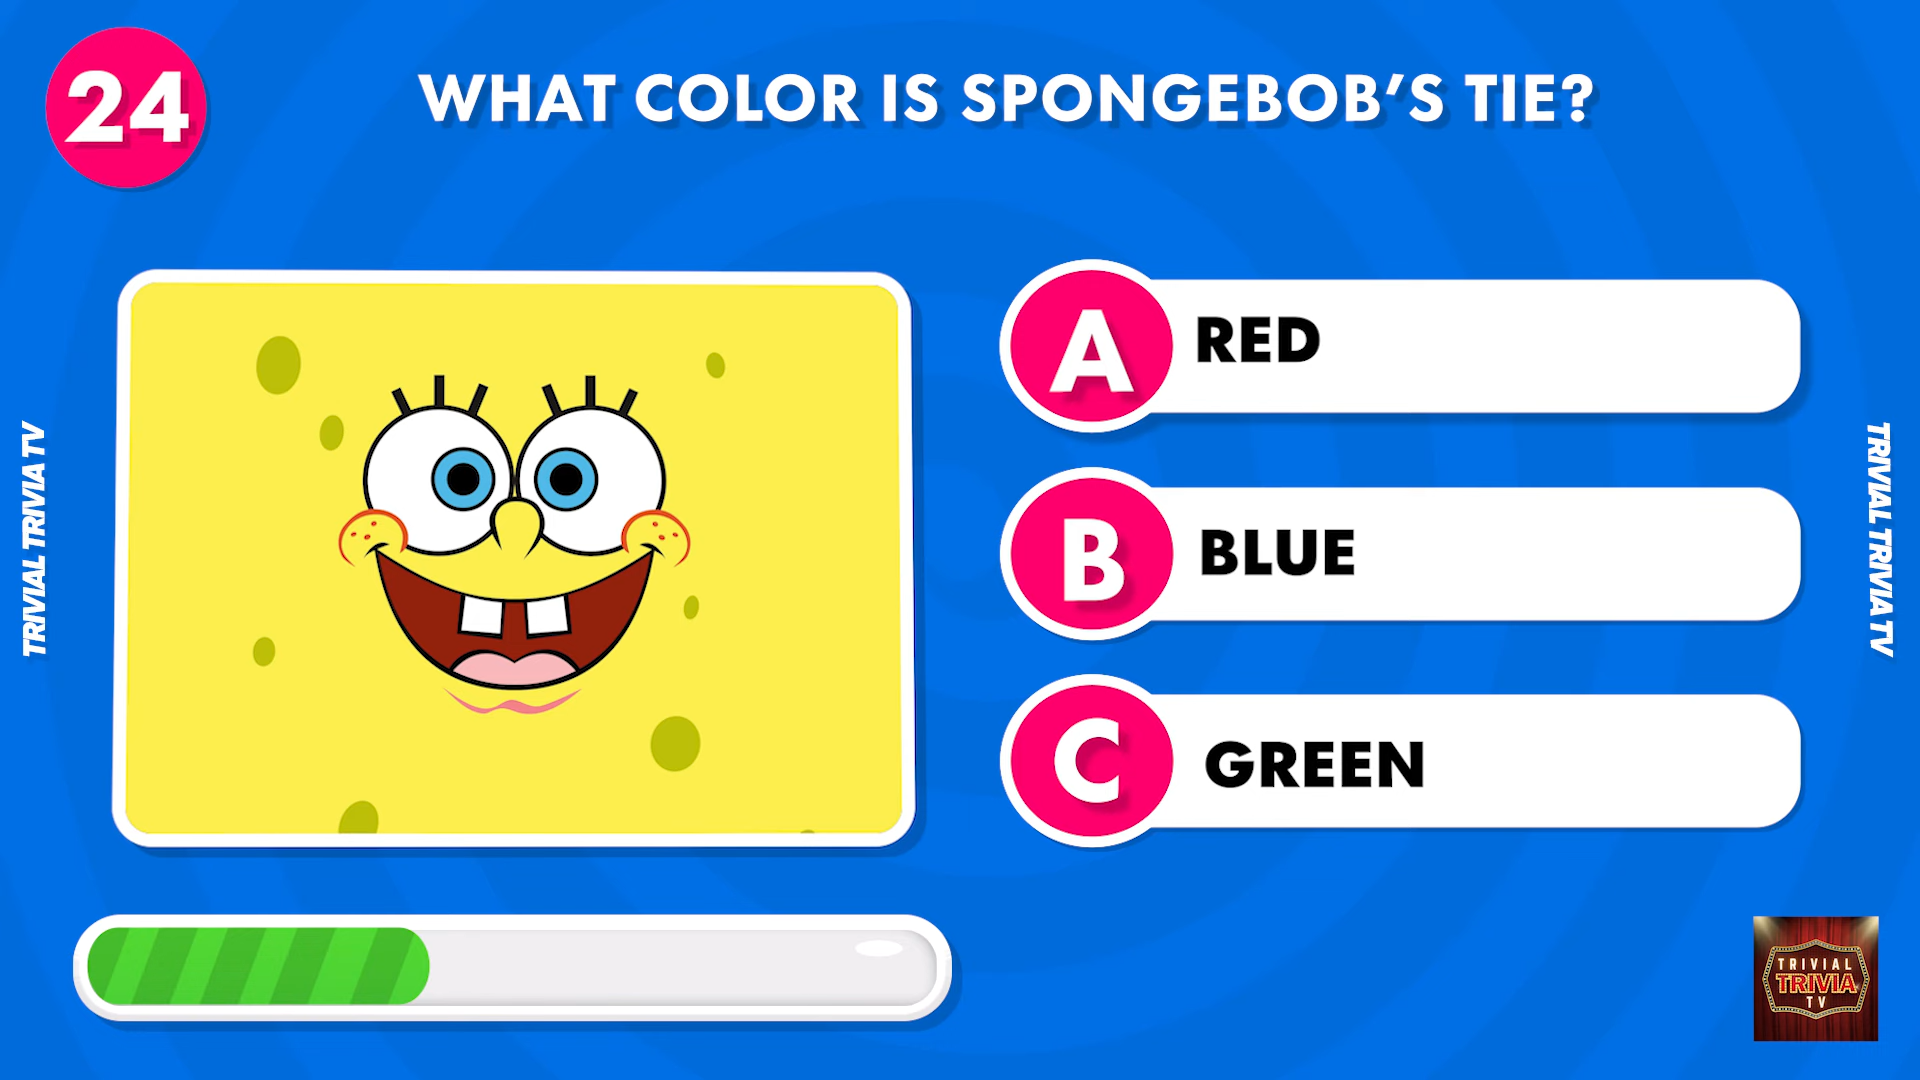 24
WHAT COLOR IS SPONGEBOB'S TIE?
A RED
B BLUE
C GREEN
TRIVIAL TRIVIA TV
TRIVIAL TRIVIA TV
TRIVIAL
TRIVIA
TV